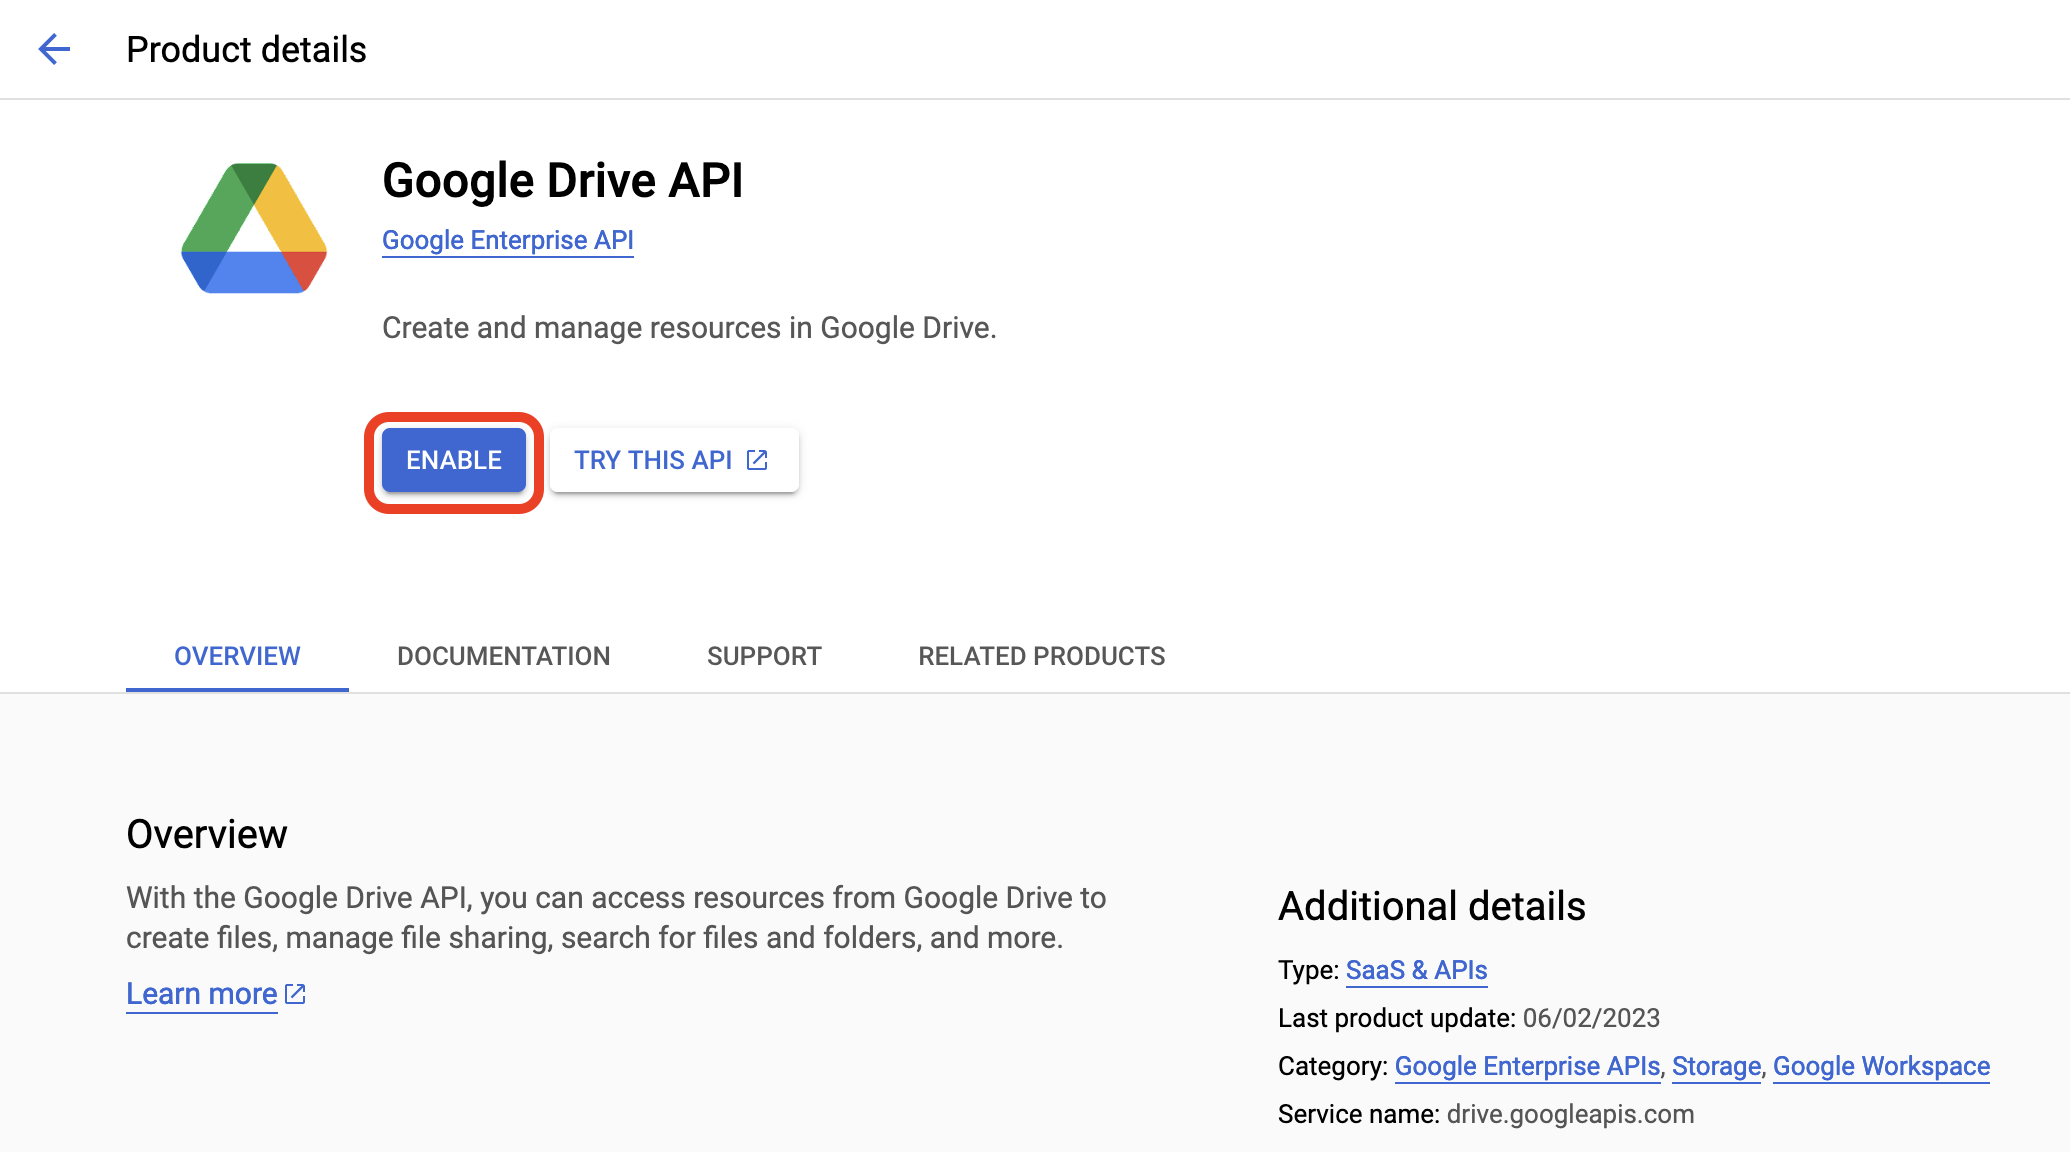 Product details
Google Drive API
Google Enterprise API
Create and manage resources in Google Drive.
ENABLE
TRY THIS API
OVERVIEW
DOCUMENTATION
SUPPORT
RELATED PRODUCTS
Overview
With the Google Drive API, you can access resources from Google Drive to
create files, manage file sharing, search for files and folders, and more.
Learn more
Additional details
Type: SaaS & APIs
Last product update: 06/02/2023
Category: Google Enterprise APIs, Storage, Google Workspace
Service name: drive.googleapis.com